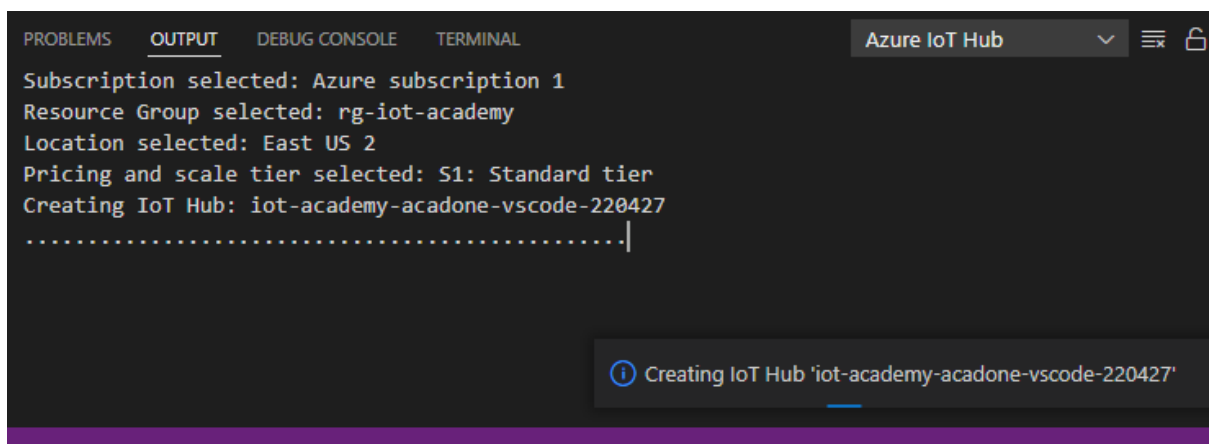 PROBLEMS OUTPUT DEBUG CONSOLE TERMINAL Azure IoT Hub
Subscription selected: Azure subscription 1
Resource Group selected: rg-iot-academy
Location selected: East US 2
Pricing and scale tier selected: S1: Standard tier
Creating IoT Hub: iot-academy-acadone-vscode-220427
................................................
Creating IoT Hub 'iot-academy-acadone-vscode-220427'